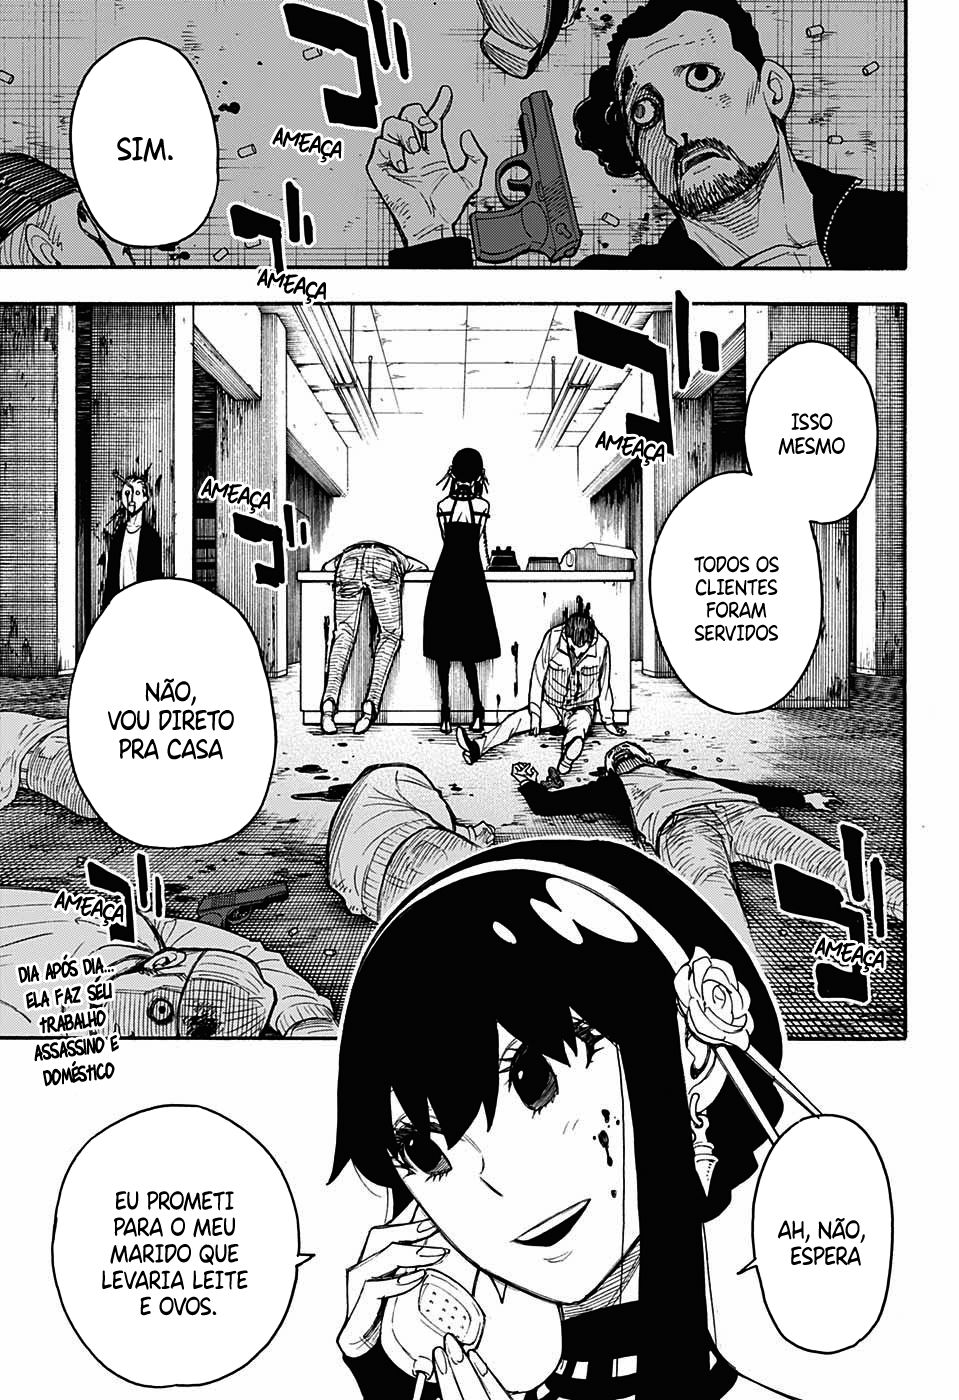 SIM.
AMEAÇA
AMEAÇA
ISSO
MESMO
AMEAÇA
AMEAÇA
TODOS OS
CLIENTES
FORAM
SERVIDOS
NÃO,
VOU DIRETO
PRA CASA
AMEAÇA
AMEAÇA
DIA APÓS DIA...
ELA FAZ SEU
TRABALHO
ASSASSINO E
DOMÉSTICO
AH, NÃO,
ESPERA
EU PROMETI
PARA O MEU
MARIDO QUE
LEVARIA LEITE
E OVOS.